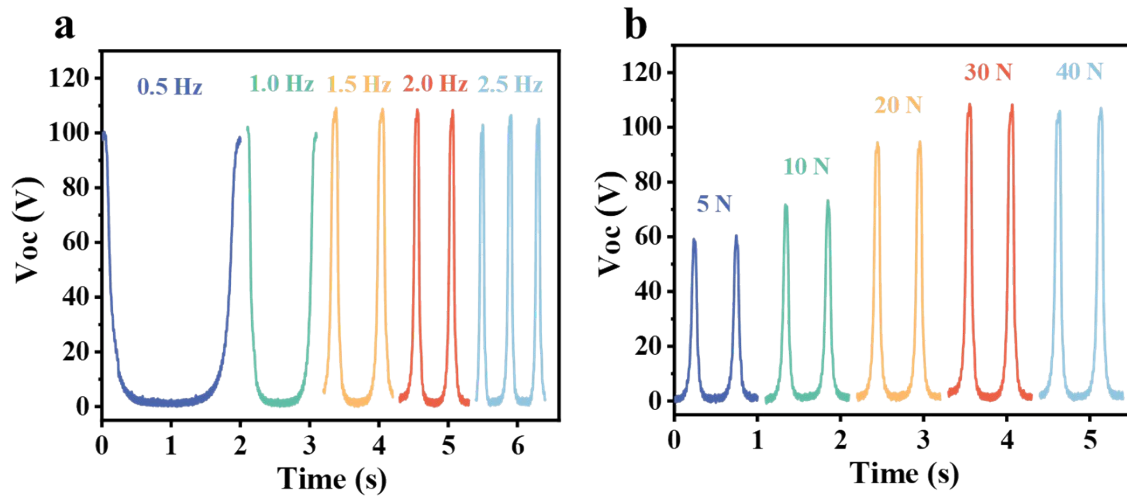 a
0.5 Hz
1.0 Hz
1.5 Hz
2.0 Hz
2.5 Hz
120
100
80
60
40
20
0
Voc (V)
0 1 2 3 4 5 6
Time (s)
b
5 N
10 N
20 N
30 N
40 N
120
100
80
60
40
20
0
Voc (V)
0 1 2 3 4 5
Time (s)